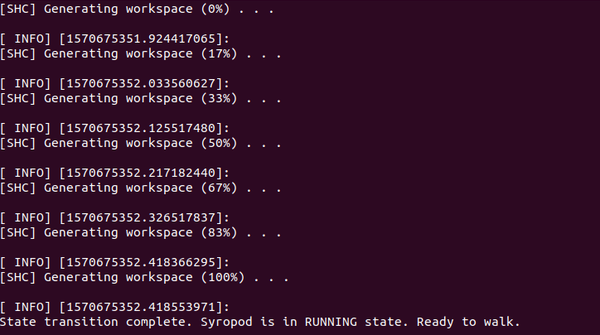 [SHC] Generating workspace (0%) . . .
[ INFO] [1570675351.924417065]:
[SHC] Generating workspace (17%) . . .
[ INFO] [1570675352.033560627]:
[SHC] Generating workspace (33%) . . .
[ INFO] [1570675352.125517480]:
[SHC] Generating workspace (50%) . . .
[ INFO] [1570675352.217182440]:
[SHC] Generating workspace (67%) . . .
[ INFO] [1570675352.326517837]:
[SHC] Generating workspace (83%) . . .
[ INFO] [1570675352.418366295]:
[SHC] Generating workspace (100%) . . .
[ INFO] [1570675352.418553971]:
State transition complete. Syropod is in RUNNING state. Ready to walk.